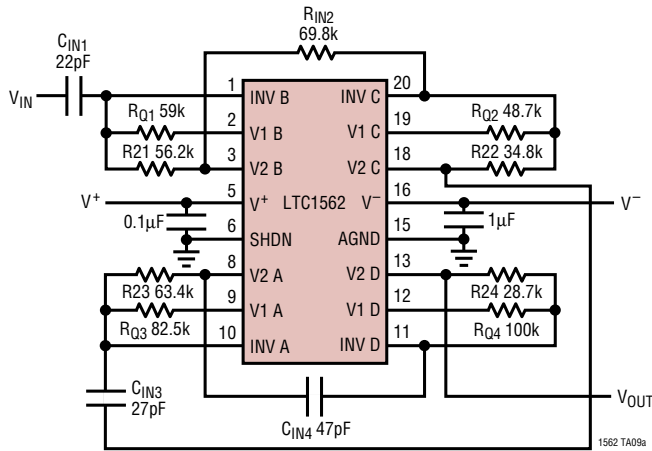 RIN2
69.8k
CIN1
22pF
VIN
1 INV B INV C 20
RQ1 59k 2 V1 B V1 C 19 RQ2 48.7k
R21 56.2k 3 V2 B V2 C 18 R22 34.8k
V+ 5 V+ LTC1562 V− 16 V−
0.1µF 6 SHDN AGND 15 1µF
8 V2 A V2 D 13
R23 63.4k 9 V1 A V1 D 12 R24 28.7k
RQ3 82.5k 10 INV A INV D 11 RQ4 100k
CIN3
27pF
CIN4 47pF
VOUT
1562 TA09a